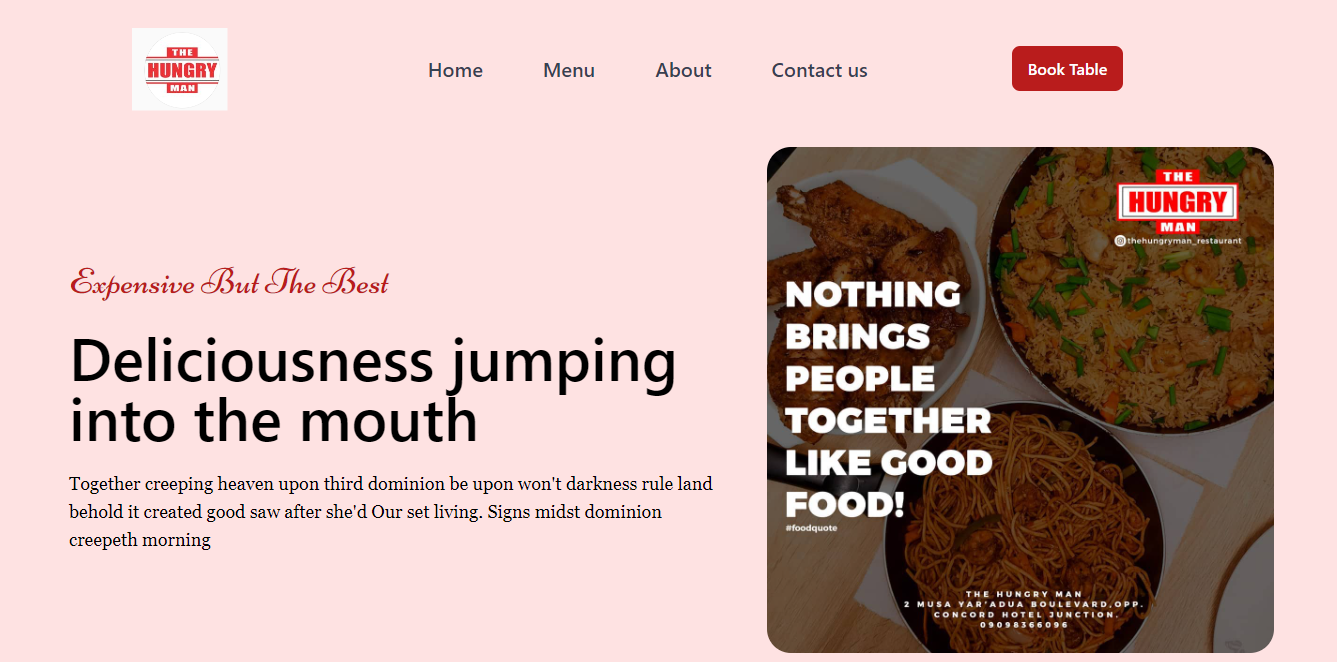 THE
HUNGRY
MAN
Home
Menu
About
Contact us
Book Table
Expensive But The Best
Deliciousness jumping
into the mouth
Together creeping heaven upon third dominion be upon won't darkness rule land
behold it created good saw after she'd Our set living. Signs midst dominion
creepeth morning
THE
HUNGRY
MAN
@thehungryman_restaurant
NOTHING
BRINGS
PEOPLE
TOGETHER
LIKE GOOD
FOOD!
#foodquote
THE HUNGRY MAN
2 MUSA YAR'ADUA BOULEVARD,OPP.
CONCORD HOTEL JUNCTION.
09098366096